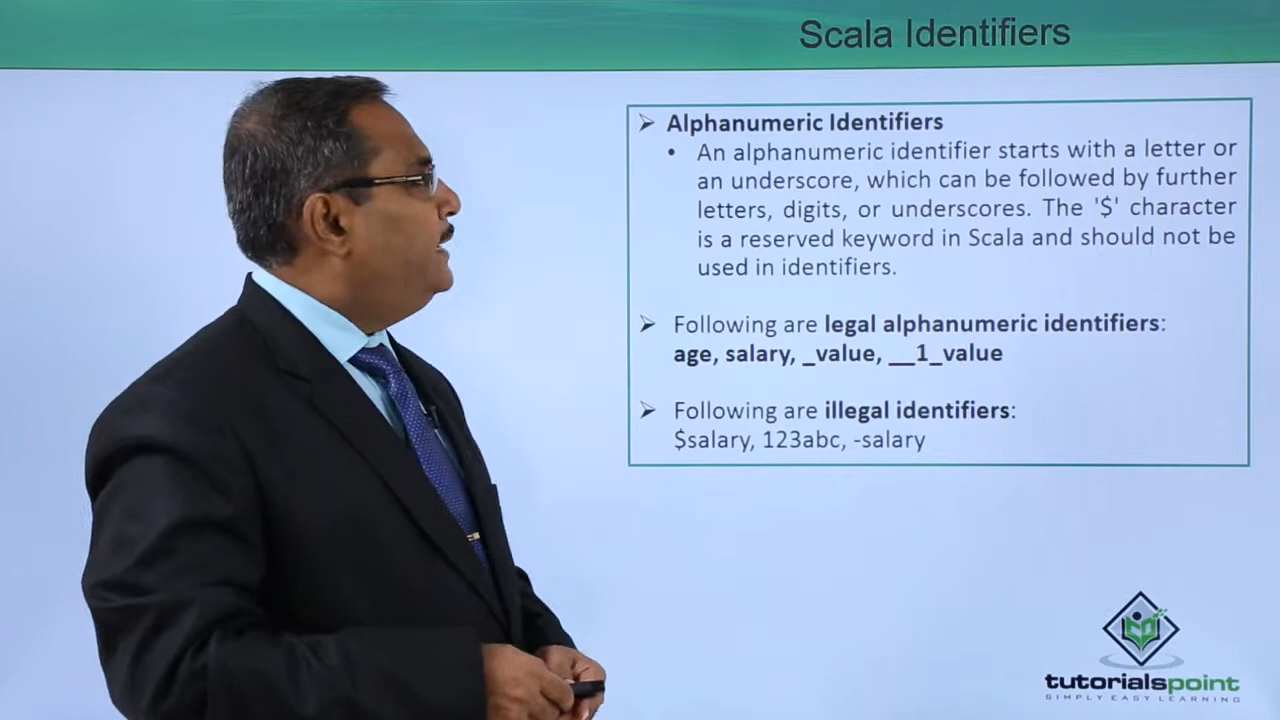 Scala Identifiers
➢ Alphanumeric Identifiers
• An alphanumeric identifier starts with a letter or
an underscore, which can be followed by further
letters, digits, or underscores. The '$' character
is a reserved keyword in Scala and should not be
used in identifiers.
➢ Following are legal alphanumeric identifiers:
age, salary, _value, __1_value
➢ Following are illegal identifiers:
$salary, 123abc, -salary
tutorialspoint
SIMPLY EASY LEARNING